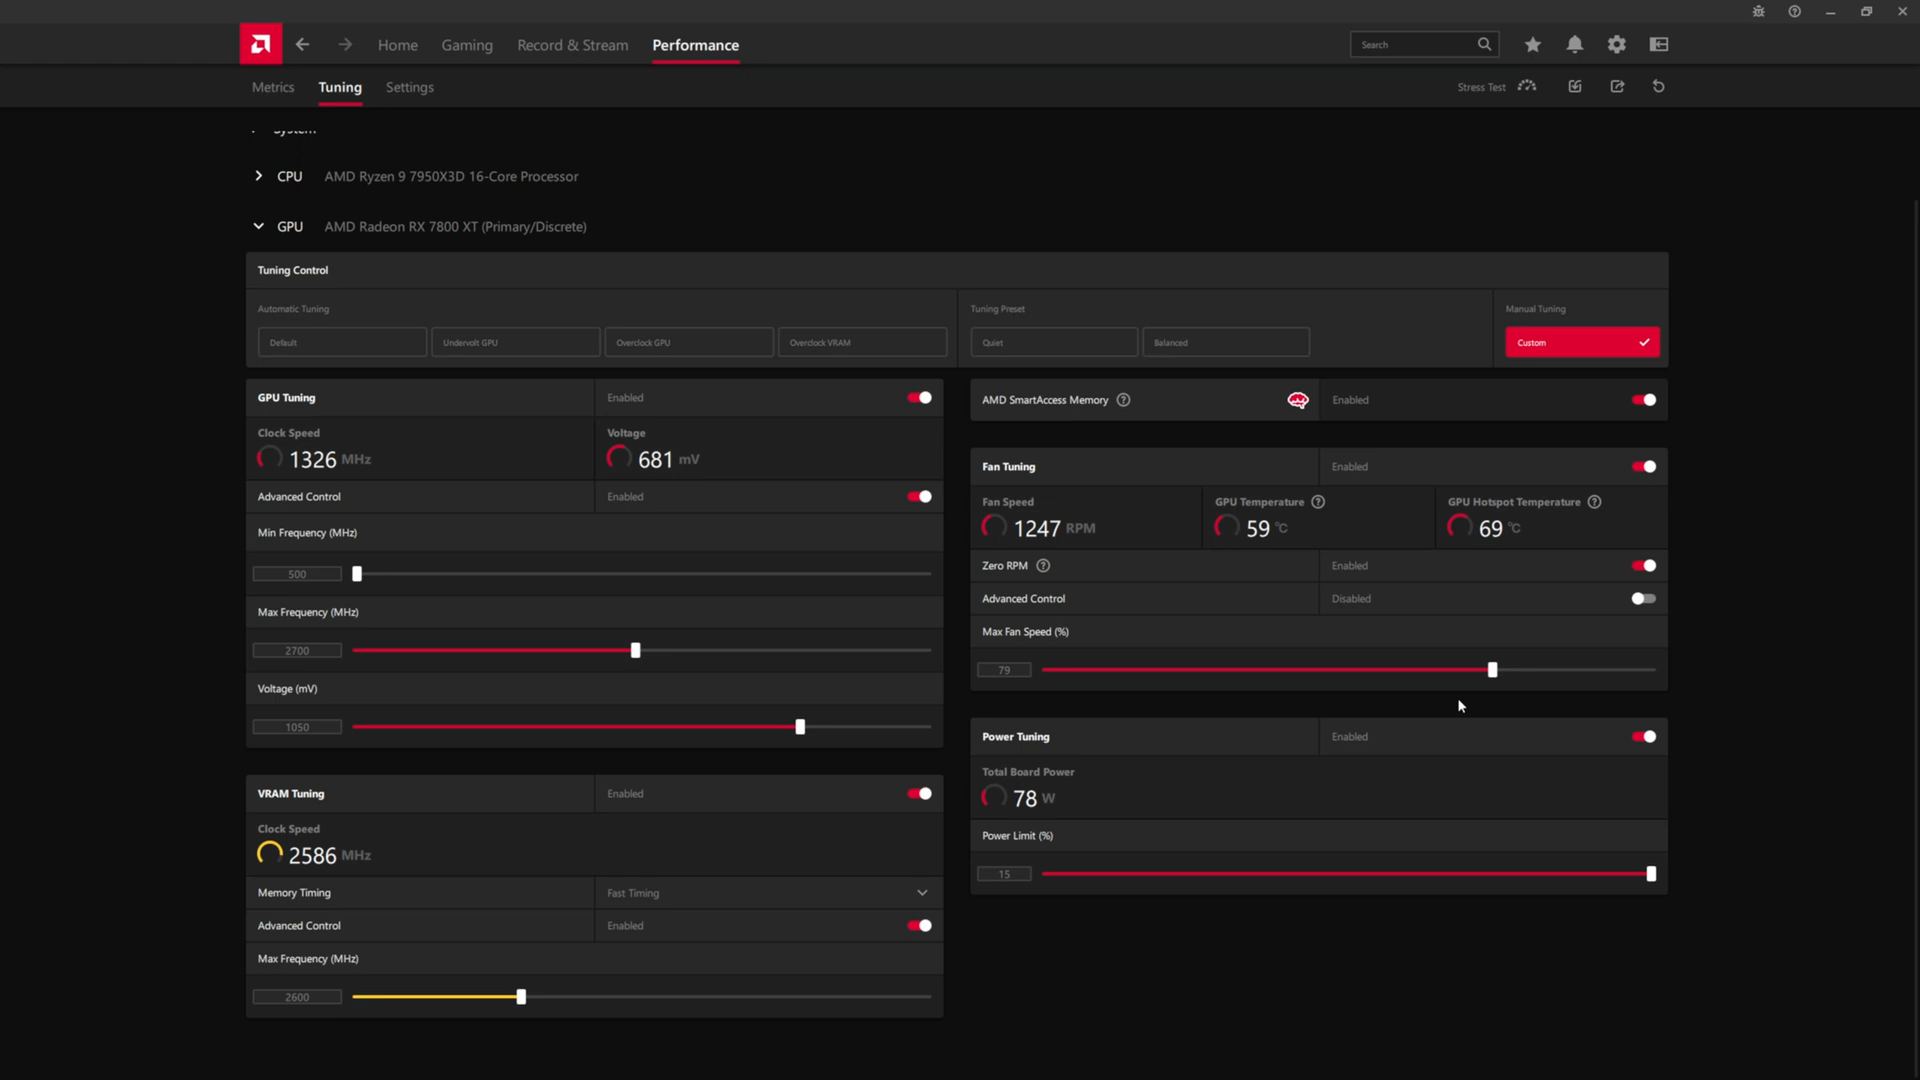 Home Gaming Record & Stream Performance
Search
Metrics Tuning Settings
Stress Test
System
CPU AMD Ryzen 9 7950X3D 16-Core Processor
GPU AMD Radeon RX 7800 XT (Primary/Discrete)
Tuning Control
Automatic Tuning
Default Undervolt GPU Overclock GPU Overclock VRAM
Tuning Preset
Quiet Balanced
Manual Tuning
Custom
GPU Tuning Enabled
Clock Speed Voltage
1326 MHz 681 mV
Advanced Control Enabled
Min Frequency (MHz)
500
Max Frequency (MHz)
2700
Voltage (mV)
1050
VRAM Tuning Enabled
Clock Speed
2586 MHz
Memory Timing Fast Timing
Advanced Control Enabled
Max Frequency (MHz)
2600
AMD SmartAccess Memory Enabled
Fan Tuning Enabled
Fan Speed GPU Temperature GPU Hotspot Temperature
1247 RPM 59 °C 69 °C
Zero RPM Enabled
Advanced Control Disabled
Max Fan Speed (%)
79
Power Tuning Enabled
Total Board Power
78 W
Power Limit (%)
15